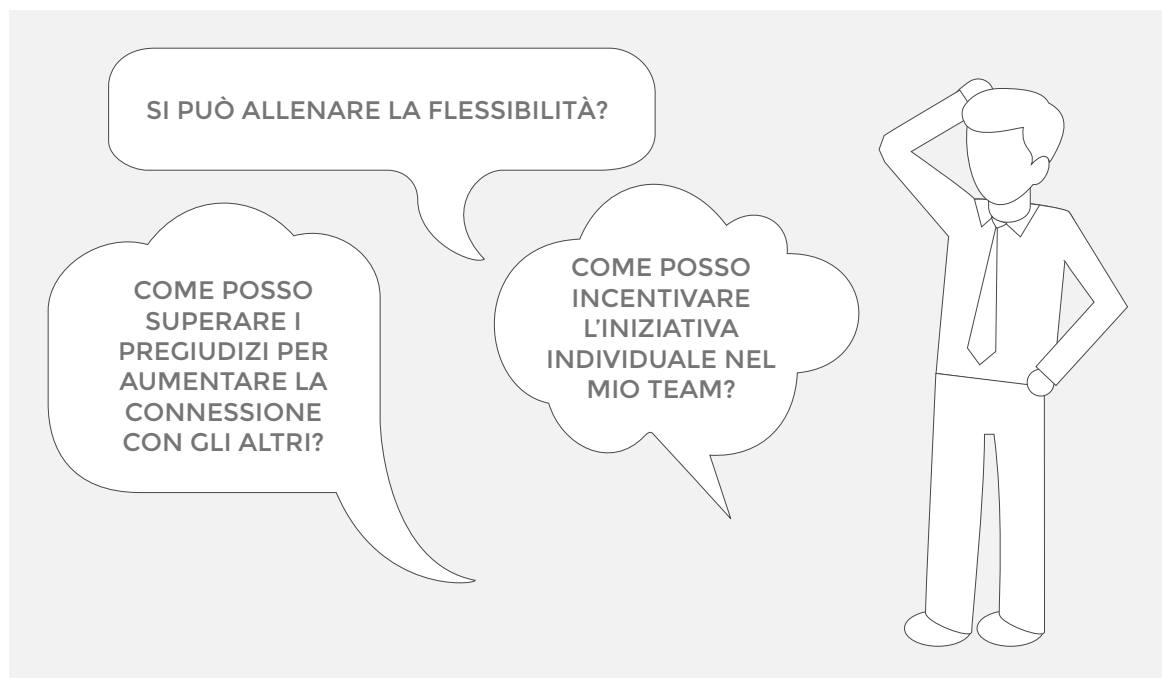 SI PUÒ ALLENARE LA FLESSIBILITÀ?
COME POSSO
SUPERARE I
PREGIUDIZI PER
AUMENTARE LA
CONNESSIONE
CON GLI ALTRI?
COME POSSO
INCENTIVARE
L'INIZIATIVA
INDIVIDUALE NEL
MIO TEAM?